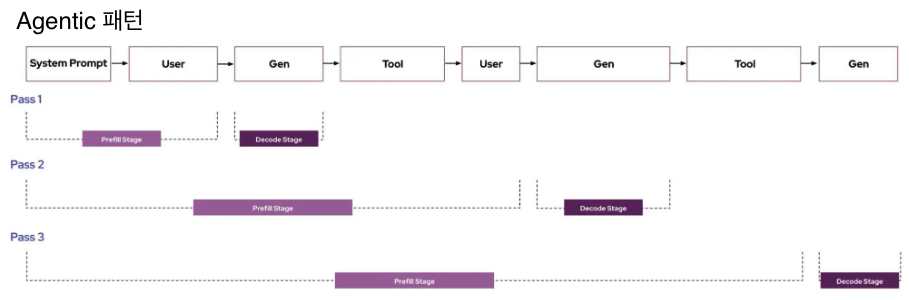 Agentic 패턴
System Prompt User Gen Tool User Gen Tool Gen
Pass 1
Prefill Stage Decode Stage
Pass 2
Prefill Stage Decode Stage
Pass 3
Prefill Stage Decode Stage